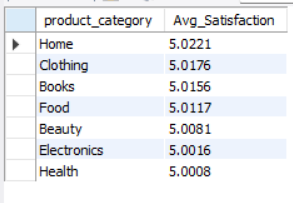 product_category Avg_Satisfaction
Home 5.0221
Clothing 5.0176
Books 5.0156
Food 5.0117
Beauty 5.0081
Electronics 5.0016
Health 5.0008